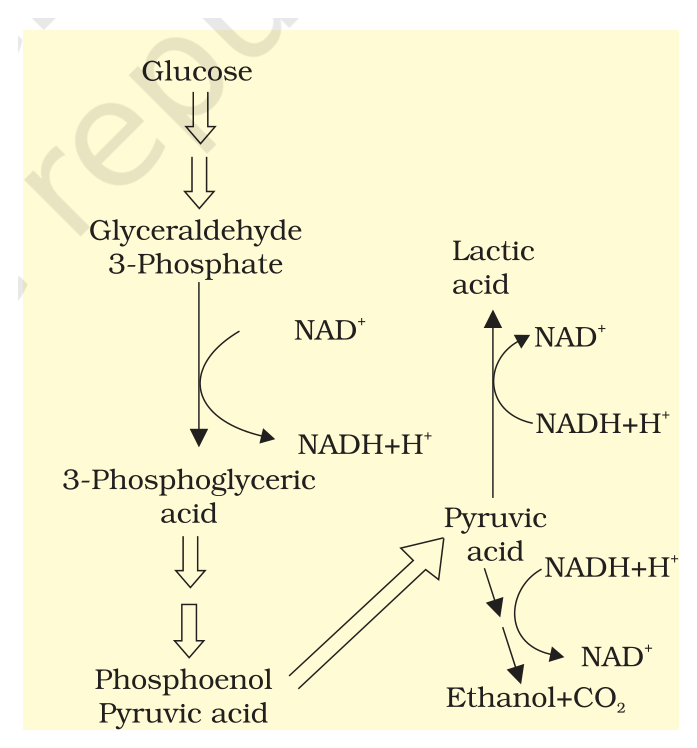 Glucose
Glyceraldehyde
3-Phosphate
NAD⁺
NADH+H⁺
3-Phosphoglyceric
acid
Phosphoenol
Pyruvic acid
Lactic
acid
NAD⁺
NADH+H⁺
Pyruvic
acid
NADH+H⁺
NAD⁺
Ethanol+CO₂